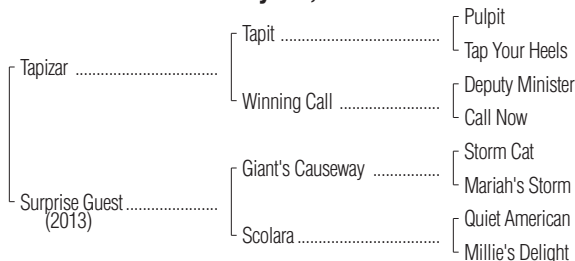 Pulpit
Tapit ........................................
Tap Your Heels
Tapizar ....................................
Deputy Minister
Winning Call .........................
Call Now
Storm Cat
Giant's Causeway .................
Mariah's Storm
Surprise Guest.......................
(2013)
Quiet American
Scolara....................................
Millie's Delight